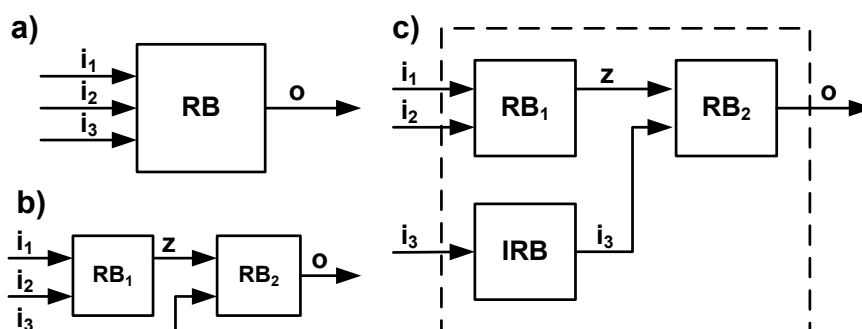 a)
i₁
i₂
i₃
RB
o
b)
i₁
i₂
i₃
RB₁
z
RB₂
o
c)
i₁
i₂
RB₁
z
RB₂
o
i₃
IRB
i₃